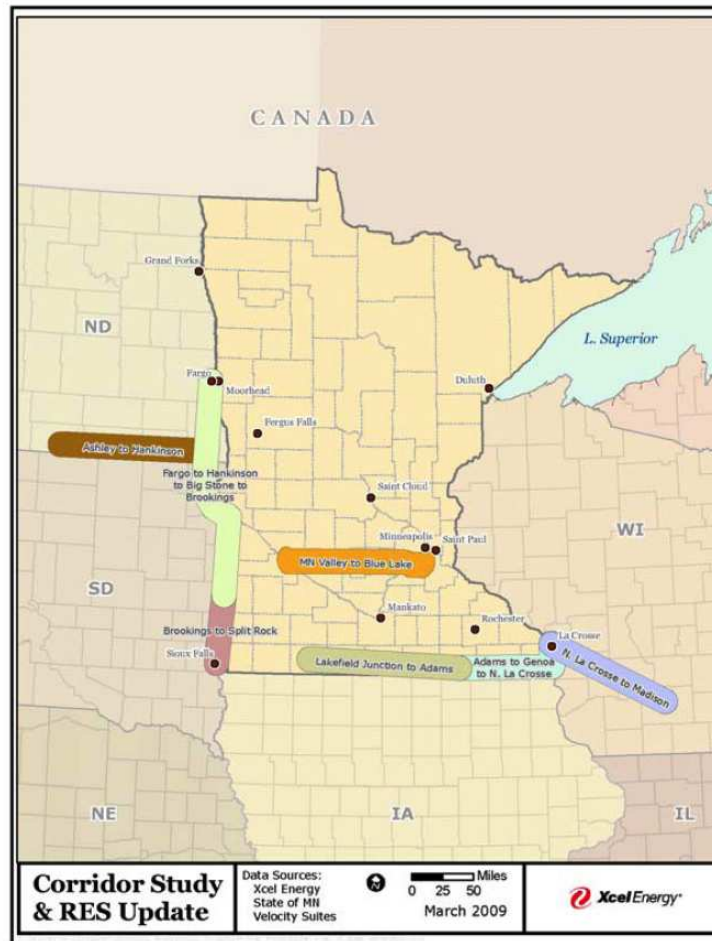 CANADA
Grand Forks
ND
L. Superior
Fargo
Moorhead
Duluth
Fergus Falls
Ashley to Hankinson
Fargo to Hankinson
to Big Stone to
Brookings
Saint Cloud
WI
Minneapolis
Saint Paul
MN Valley to Blue Lake
SD
Mankato
Rochester
Brookings to Split Rock
La Crosse
Sioux Falls
Lakefield Junction to Adams
Adams to Genoa
to N. La Crosse
N. La Crosse to Madison
NE
IA
IL
Corridor Study
& RES Update
Data Sources:
Xcel Energy
State of MN
Velocity Suites
N
Miles
0 25 50
March 2009
Xcel Energy